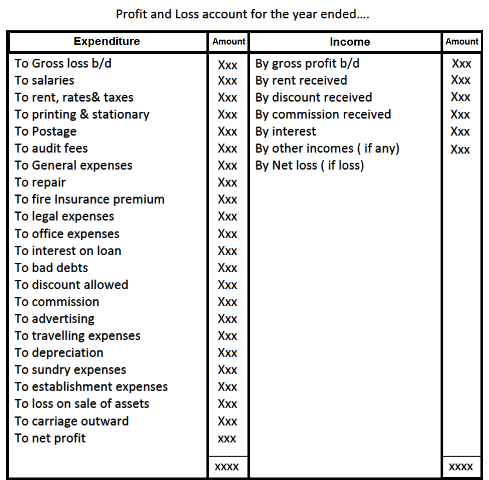 Profit and Loss account for the year ended....
Expenditure Amount Income Amount
To Gross loss b/d Xxx By gross profit b/d Xxx
To salaries Xxx By rent received Xxx
To rent, rates& taxes Xxx By discount received Xxx
To printing & stationary Xxx By commission received Xxx
To Postage Xxx By interest Xxx
To audit fees Xxx By other incomes ( if any) Xxx
To General expenses Xxx By Net loss ( if loss)
To repair Xxx
To fire Insurance premium Xxx
To legal expenses Xxx
To office expenses Xxx
To interest on loan Xxx
To bad debts Xxx
To discount allowed Xxx
To commission Xxx
To advertising Xxx
To travelling expenses Xxx
To depreciation Xxx
To sundry expenses Xxx
To establishment expenses Xxx
To loss on sale of assets Xxx
To carriage outward Xxx
To net profit xxx
xxxx xxxx